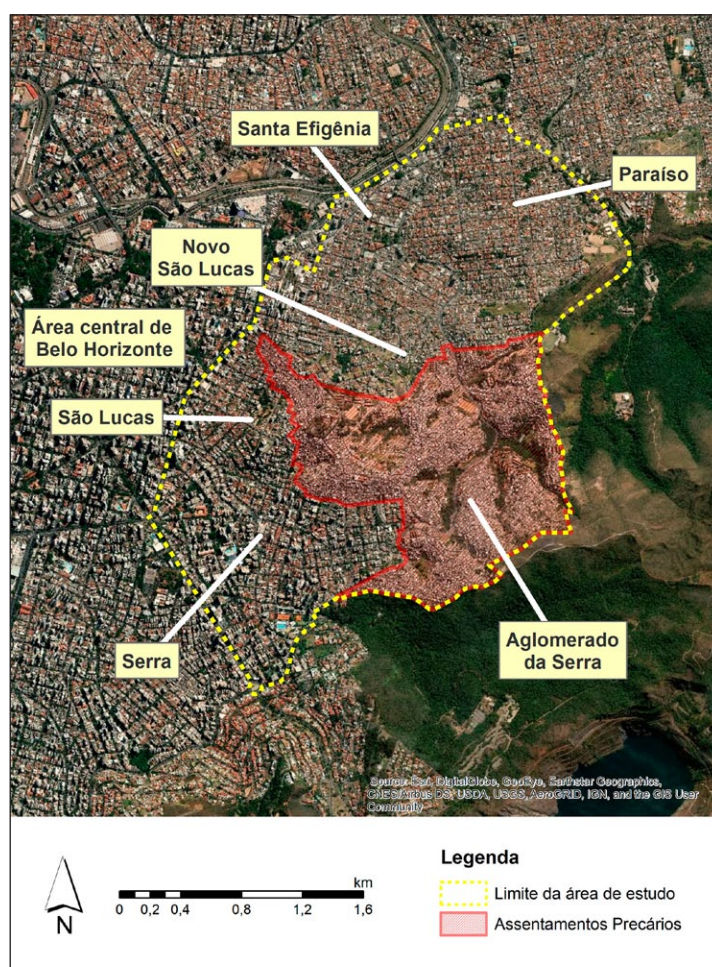 Santa Efigênia
Paraíso
Novo
São Lucas
Área central de
Belo Horizonte
São Lucas
Serra
Aglomerado
da Serra
Source: Esri, DigitalGlobe, GeoEye, Earthstar Geographics,
CNES/Airbus DS, USDA, USGS, AeroGRID, IGN, and the GIS User
Community
N
km
0 0,2 0,4 0,8 1,2 1,6
Legenda
Limite da área de estudo
Assentamentos Precários